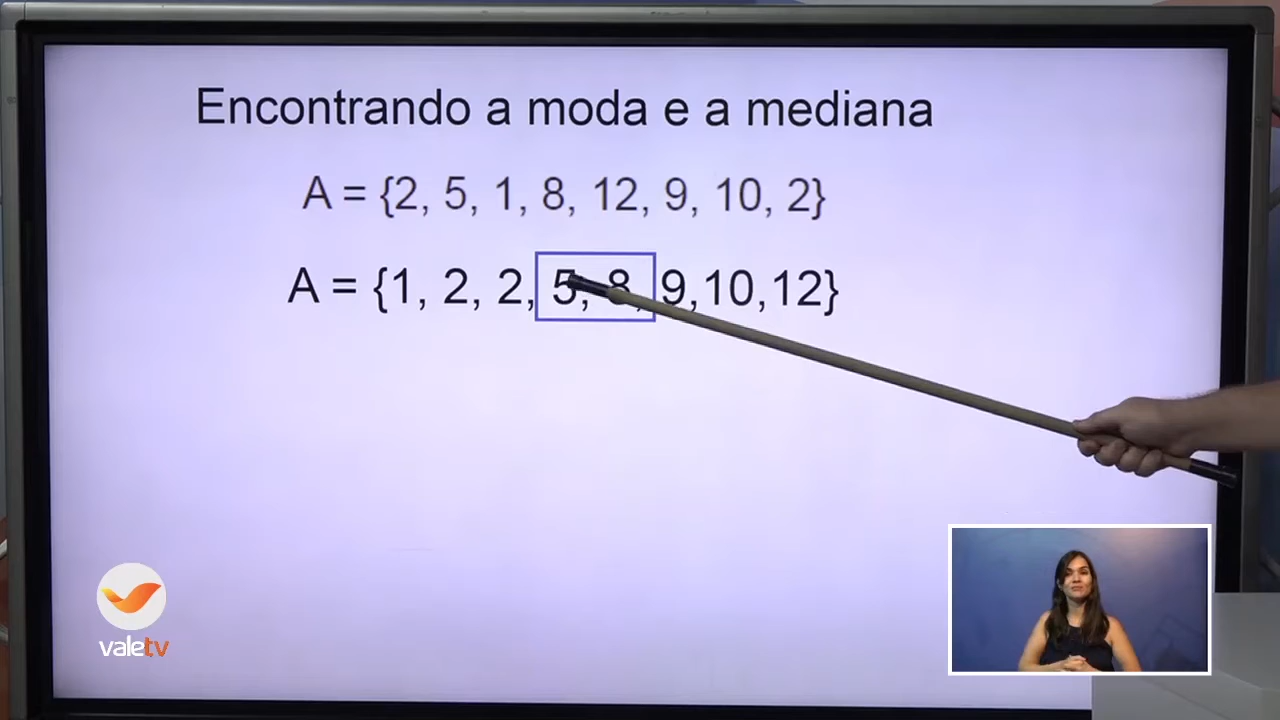 Encontrando a moda e a mediana
A = {2, 5, 1, 8, 12, 9, 10, 2}
A = {1, 2, 2, 5, 8, 9,10,12}
valetv